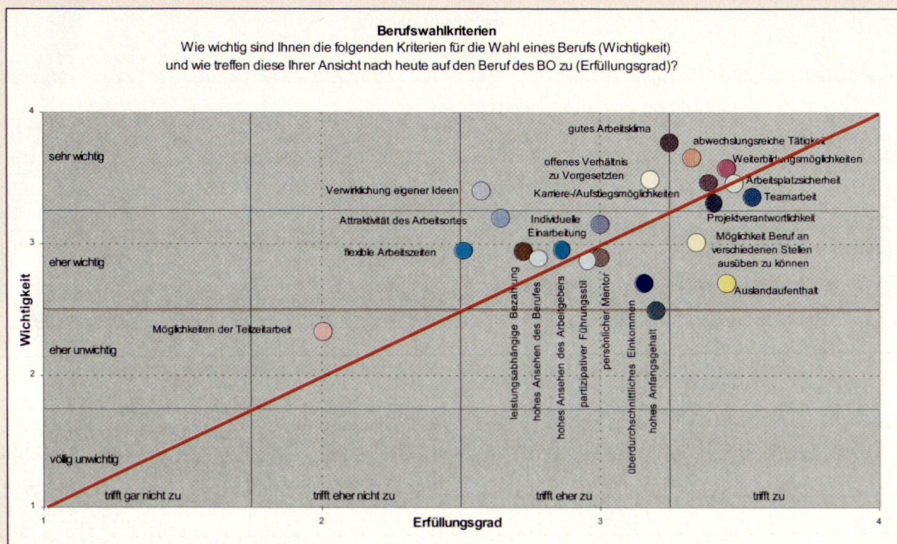 Berufswahlkriterien
Wie wichtig sind Ihnen die folgenden Kriterien für die Wahl eines Berufs (Wichtigkeit)
und wie treffen diese Ihrer Ansicht nach heute auf den Beruf des BO zu (Erfüllungsgrad)?
4
sehr wichtig
gutes Arbeitsklima
abwechslungsreiche Tätigkeit
offenes Verhältnis
zu Vorgesetzten
Weiterbildungsmöglichkeiten
Verwirklichung eigener Ideen
Karriere-/Aufstiegsmöglichkeiten
Arbeitsplatzsicherheit
Teamarbeit
Attraktivität des Arbeitsortes
Individuelle
Einarbeitung
Projektverantwortlichkeit
3
eher wichtig
flexible Arbeitszeiten
Möglichkeit Beruf an
verschiedenen Stellen
ausüben zu können
Auslandaufenthalt
leistungsabhängige Bezahlung
hohes Ansehen des Berufes
hohes Ansehen des Arbeitgebers
partizipativer Führungsstil
persönlicher Mentor
überdurchschnittliches Einkommen
hohes Anfangsgehalt
Möglichkeiten der Teilzeitarbeit
eher unwichtig
2
völlig unwichtig
1
Wichtigkeit
trifft gar nicht zu
trifft eher nicht zu
trifft eher zu
trifft zu
1
2
3
4
Erfüllungsgrad